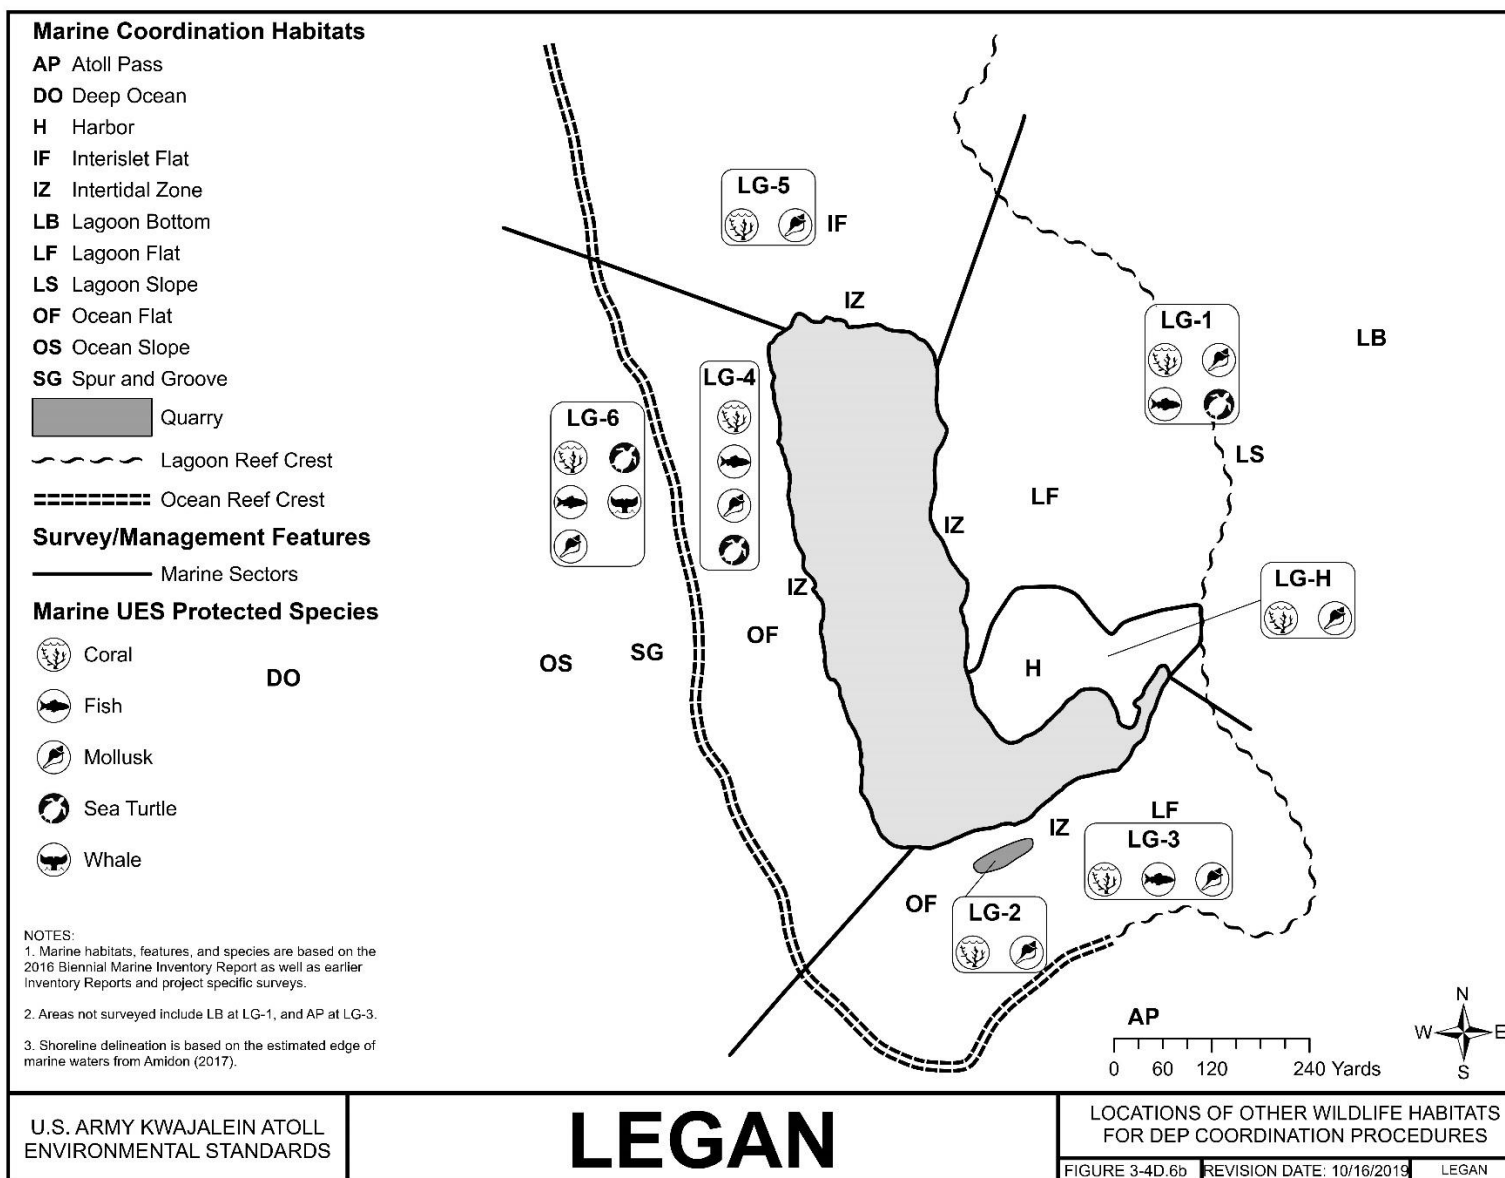 Marine Coordination Habitats
AP Atoll Pass
DO Deep Ocean
H Harbor
IF Interislet Flat
IZ Intertidal Zone
LB Lagoon Bottom
LF Lagoon Flat
LS Lagoon Slope
OF Ocean Flat
OS Ocean Slope
SG Spur and Groove
Quarry
Lagoon Reef Crest
Ocean Reef Crest
Survey/Management Features
Marine Sectors
Marine UES Protected Species
Coral
Fish
Mollusk
Sea Turtle
Whale
NOTES:
1. Marine habitats, features, and species are based on the
2016 Biennial Marine Inventory Report as well as earlier
Inventory Reports and project specific surveys.
2. Areas not surveyed include LB at LG-1, and AP at LG-3.
3. Shoreline delineation is based on the estimated edge of
marine waters from Amidon (2017).
LG-5
IF
IZ
LG-1
LB
LG-4
LG-6
LS
LF
IZ
LG-H
IZ
OF
SG
OS
DO
H
LF
IZ
LG-3
OF
LG-2
AP
0 60 120 240 Yards
N
W E
S
U.S. ARMY KWAJALEIN ATOLL
ENVIRONMENTAL STANDARDS
LEGAN
LOCATIONS OF OTHER WILDLIFE HABITATS
FOR DEP COORDINATION PROCEDURES
FIGURE 3-4D.6b REVISION DATE: 10/16/2019 LEGAN